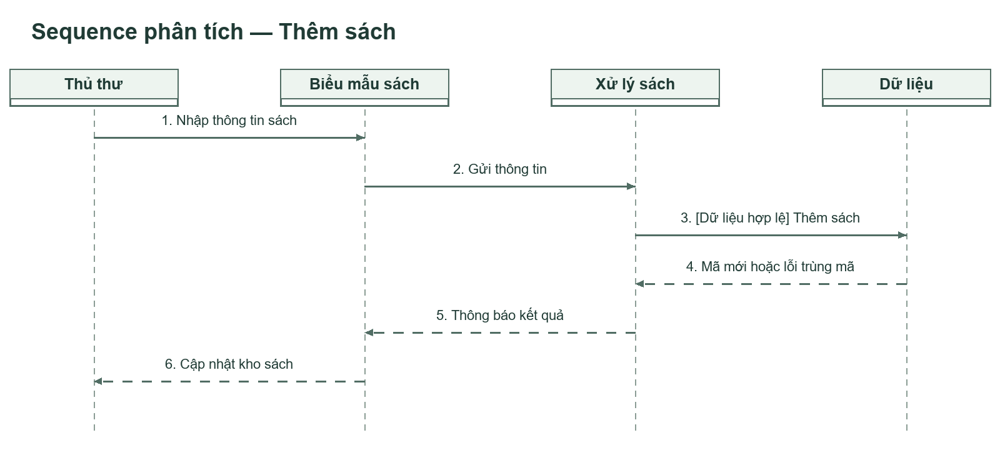 Sequence phân tích — Thêm sách
Thủ thư
Biểu mẫu sách
Xử lý sách
Dữ liệu
1. Nhập thông tin sách
2. Gửi thông tin
3. [Dữ liệu hợp lệ] Thêm sách
4. Mã mới hoặc lỗi trùng mã
5. Thông báo kết quả
6. Cập nhật kho sách